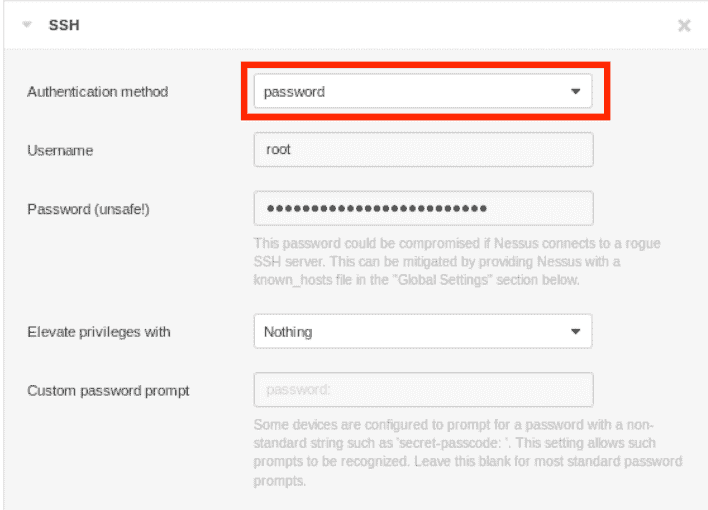 SSH
Authentication method
password
Username
root
Password (unsafe!)
•••••••••••••••••••••••••
This password could be compromised if Nessus connects to a rogue
SSH server. This can be mitigated by providing Nessus with a
known_hosts file in the "Global Settings" section below.
Elevate privileges with
Nothing
Custom password prompt
password:
Some devices are configured to prompt for a password with a non-
standard string such as 'secret-passcode: '. This setting allows such
prompts to be recognized. Leave this blank for most standard password
prompts.